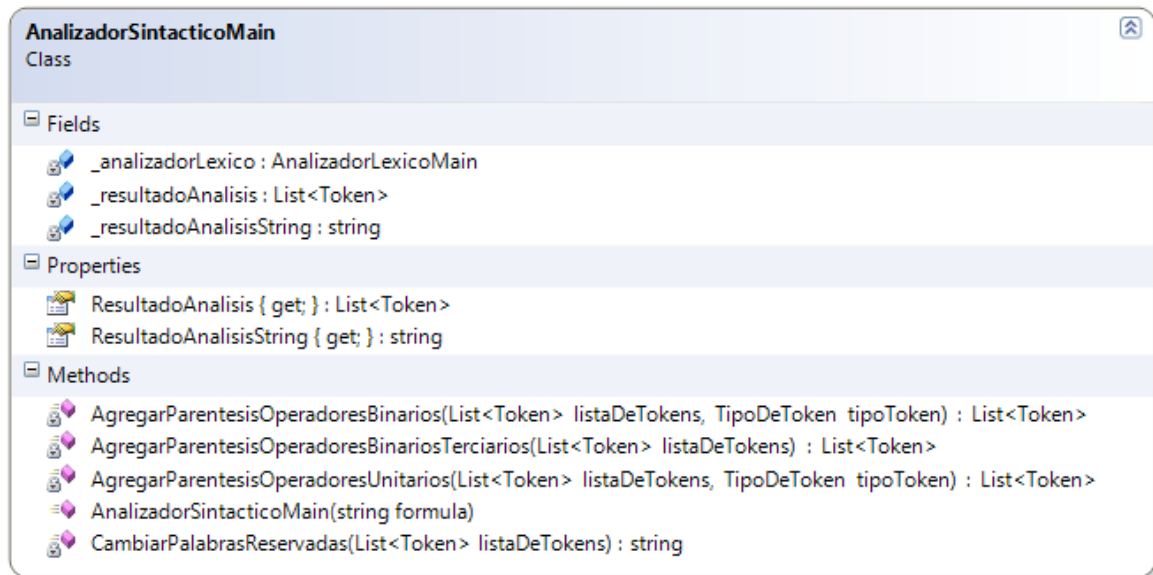 AnalizadorSintacticoMain
Class
Fields
_analizadorLexico : AnalizadorLexicoMain
_resultadoAnalisis : List<Token>
_resultadoAnalisisString : string
Properties
ResultadoAnalisis { get; } : List<Token>
ResultadoAnalisisString { get; } : string
Methods
AgregarParentesisOperadoresBinarios(List<Token> listaDeTokens, TipoDeToken tipoToken) : List<Token>
AgregarParentesisOperadoresBinariosTerciarios(List<Token> listaDeTokens) : List<Token>
AgregarParentesisOperadoresUnitarios(List<Token> listaDeTokens, TipoDeToken tipoToken) : List<Token>
AnalizadorSintacticoMain(string formula)
CambiarPalabrasReservadas(List<Token> listaDeTokens) : string